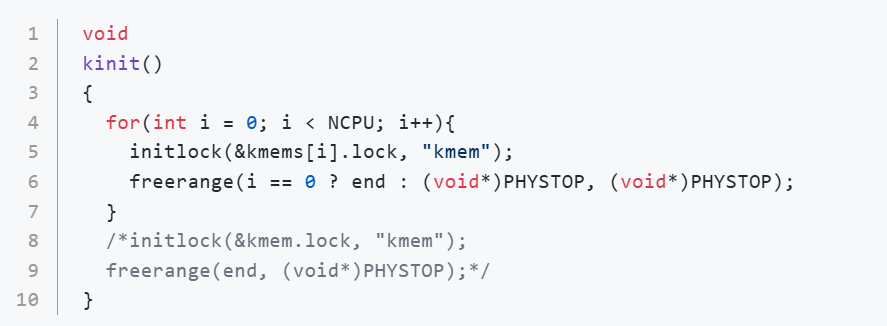 1 void
2 kinit()
3 {
4   for(int i = 0; i < NCPU; i++){
5     initlock(&kmems[i].lock, "kmem");
6     freerange(i == 0 ? end : (void*)PHYSTOP, (void*)PHYSTOP);
7   }
8   /*initlock(&kmem.lock, "kmem");
9   freerange(end, (void*)PHYSTOP);*/
10 }